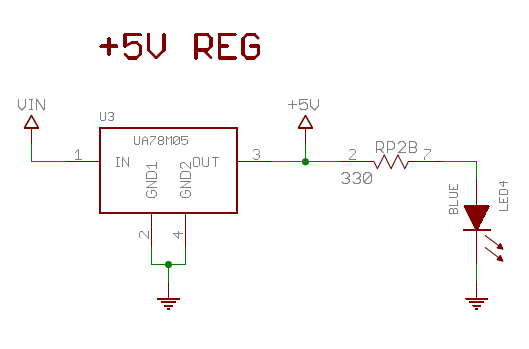 +5V REG
VIN
+5V
U3
UA78M05
1
IN
OUT
3
2
RP2B
7
330
GND1
GND2
2
4
BLUE
LED4